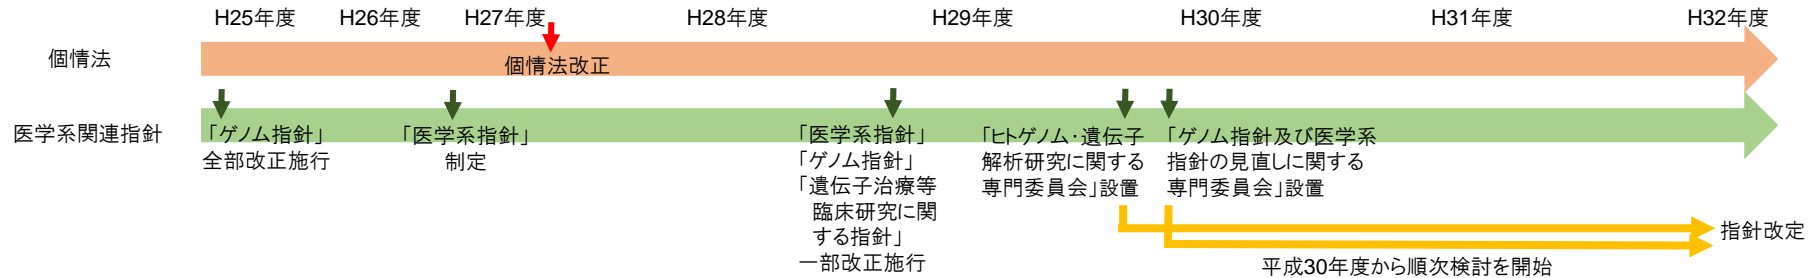 H25年度 H26年度 H27年度 H28年度 H29年度 H30年度 H31年度 H32年度
個情法
個情法改正
医学系関連指針
「ゲノム指針」
全部改正施行
「医学系指針」
制定
「医学系指針」
「ゲノム指針」
「遺伝子治療等
臨床研究に関
する指針」
一部改正施行
「ヒトゲノム・遺伝子
解析研究に関する
専門委員会」設置
「ゲノム指針及び医学系
指針の見直しに関する
専門委員会」設置
指針改定
平成30年度から順次検討を開始